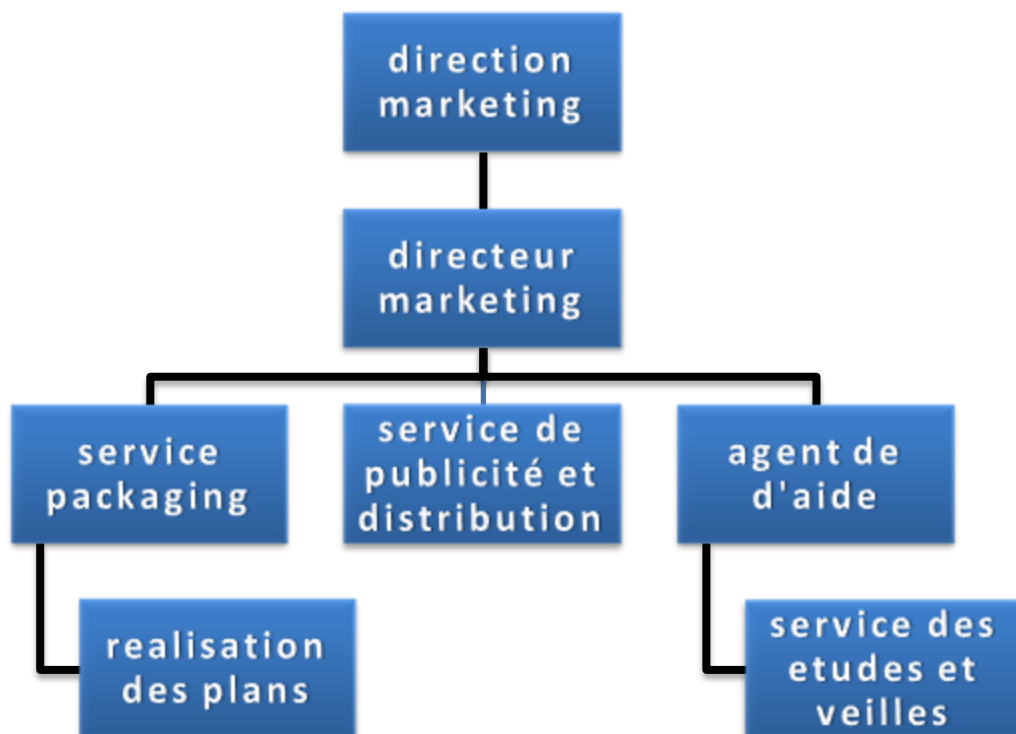 direction
marketing
directeur
marketing
service
packaging
service de
publicité et
distribution
agent de
d'aide
realisation
des plans
service des
etudes et
veilles